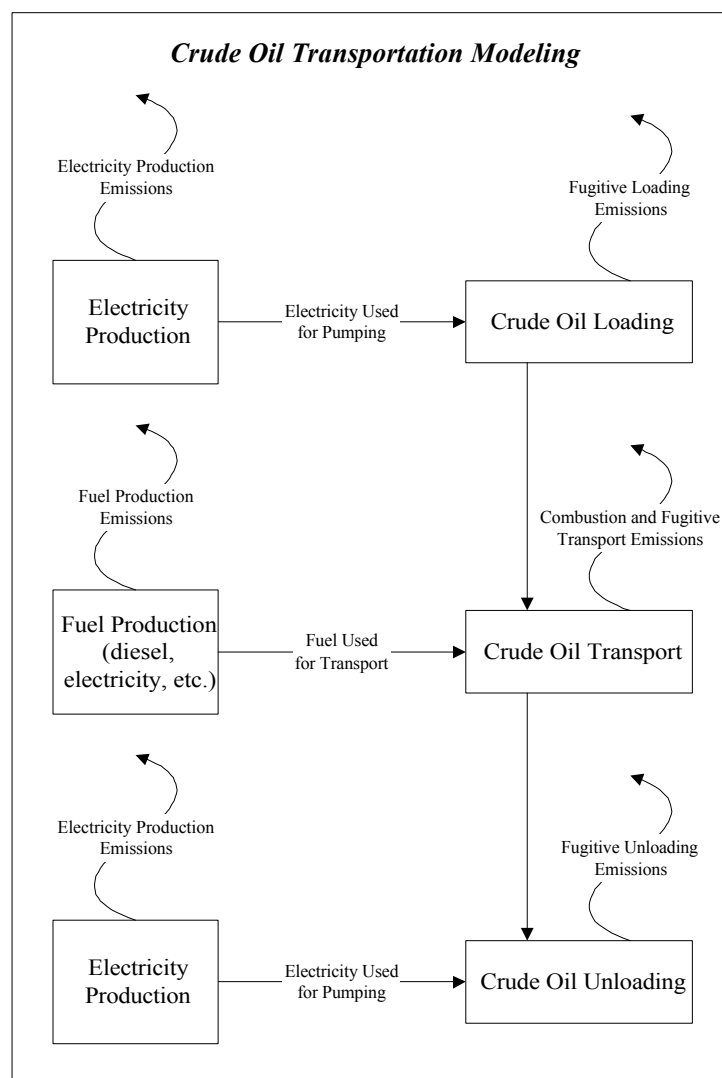 Crude Oil Transportation Modeling
Electricity Production
Emissions
Fugitive Loading
Emissions
Electricity
Production
Electricity Used
for Pumping
Crude Oil Loading
Fuel Production
Emissions
Combustion and Fugitive
Transport Emissions
Fuel Production
(diesel,
electricity, etc.)
Fuel Used
for Transport
Crude Oil Transport
Electricity Production
Emissions
Fugitive Unloading
Emissions
Electricity
Production
Electricity Used
for Pumping
Crude Oil Unloading